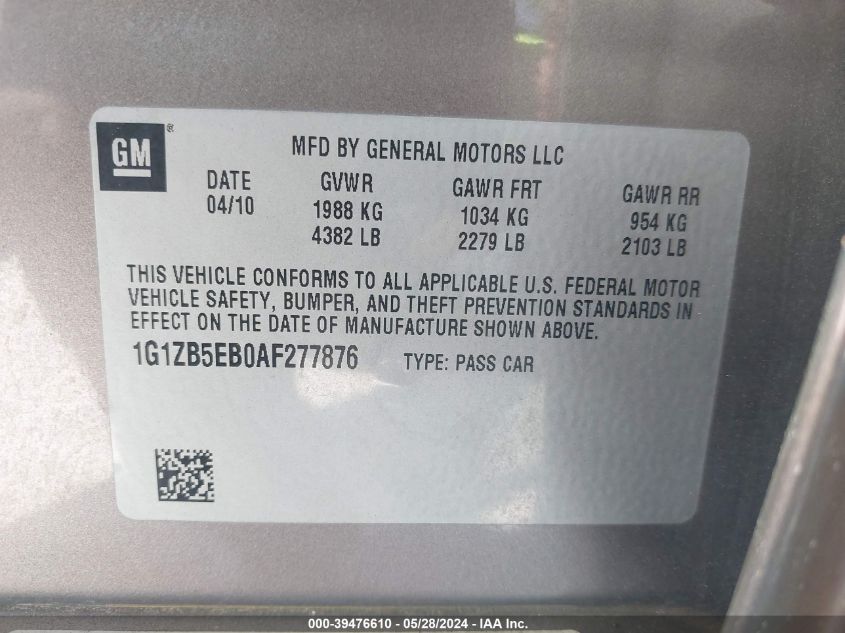 GM ®
MFD BY GENERAL MOTORS LLC
DATE GVWR GAWR FRT GAWR RR
04/10 1988 KG 1034 KG 954 KG
4382 LB 2279 LB 2103 LB
THIS VEHICLE CONFORMS TO ALL APPLICABLE U.S. FEDERAL MOTOR
VEHICLE SAFETY, BUMPER, AND THEFT PREVENTION STANDARDS IN
EFFECT ON THE DATE OF MANUFACTURE SHOWN ABOVE.
1G1ZB5EB0AF277876 TYPE: PASS CAR
000-39476610 - 05/28/2024 - IAA Inc.